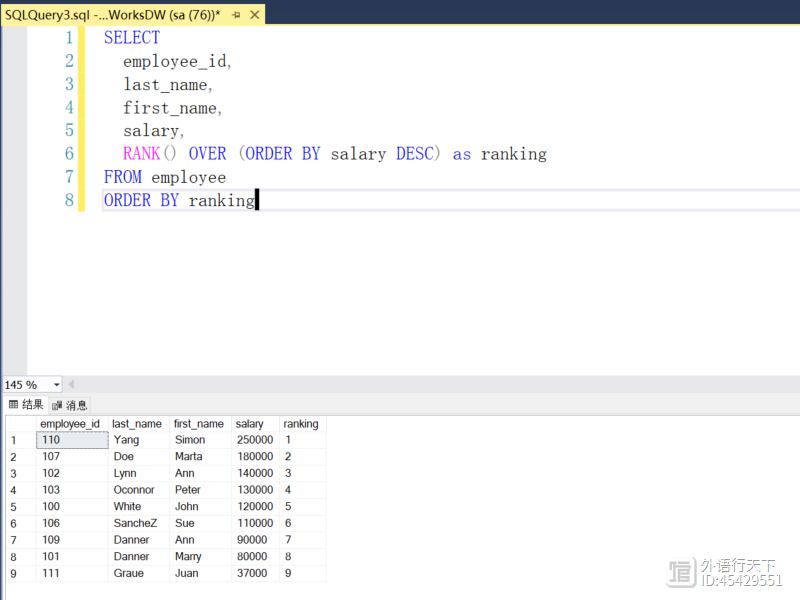 SQLQuery3.sql -...WorksDW (sa (76))*
1 SELECT
2 employee_id,
3 last_name,
4 first_name,
5 salary,
6 RANK() OVER (ORDER BY salary DESC) as ranking
7 FROM employee
8 ORDER BY ranking
145 %
结果 消息
employee_id last_name first_name salary ranking
1 110 Yang Simon 250000 1
2 107 Doe Marta 180000 2
3 102 Lynn Ann 140000 3
4 103 Oconnor Peter 130000 4
5 100 White John 120000 5
6 106 SancheZ Sue 110000 6
7 109 Danner Ann 90000 7
8 101 Danner Marry 80000 8
9 111 Graue Juan 37000 9
外语行天下
ID:45429551